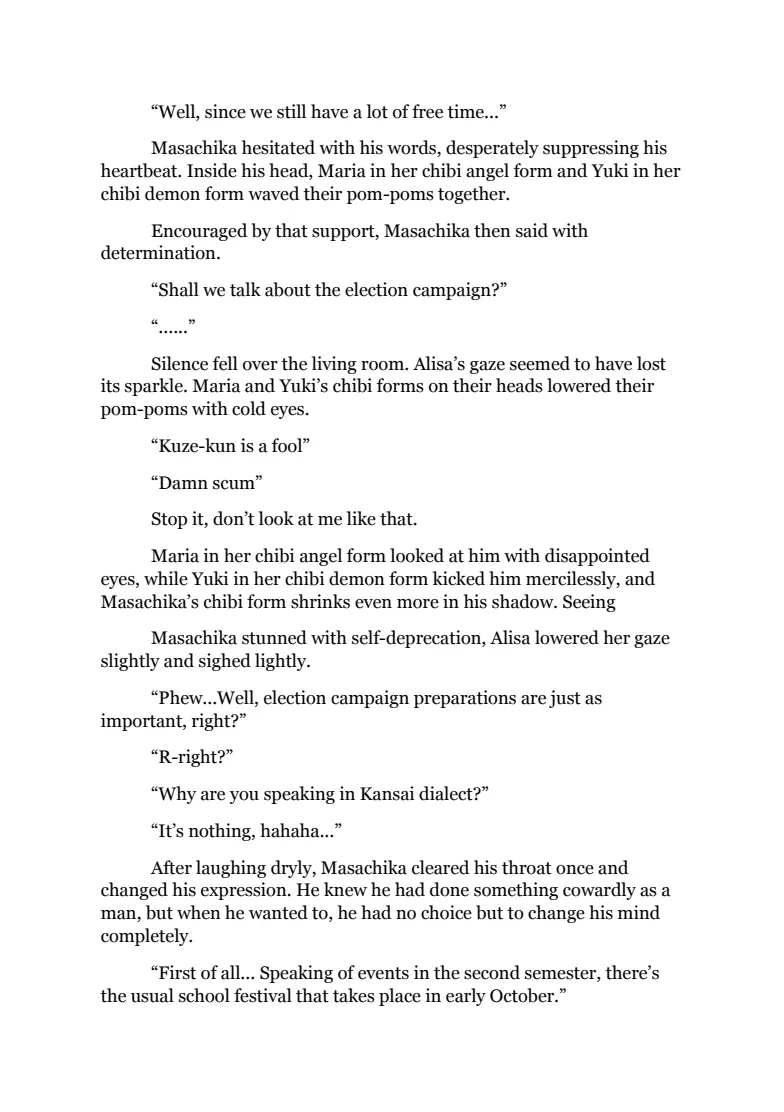 “Well, since we still have a lot of free time...”
Masachika hesitated with his words, desperately suppressing his
heartbeat. Inside his head, Maria in her chibi angel form and Yuki in her
chibi demon form waved their pom-poms together.
Encouraged by that support, Masachika then said with
determination.
“Shall we talk about the election campaign?”
“......”
Silence fell over the living room. Alisa’s gaze seemed to have lost
its sparkle. Maria and Yuki’s chibi forms on their heads lowered their
pom-poms with cold eyes.
“Kuze-kun is a fool”
“Damn scum”
Stop it, don’t look at me like that.
Maria in her chibi angel form looked at him with disappointed
eyes, while Yuki in her chibi demon form kicked him mercilessly, and
Masachika’s chibi form shrinks even more in his shadow. Seeing
Masachika stunned with self-deprecation, Alisa lowered her gaze
slightly and sighed lightly.
“Phew...Well, election campaign preparations are just as
important, right?”
“R-right?”
“Why are you speaking in Kansai dialect?”
“It’s nothing, hahaha...”
After laughing dryly, Masachika cleared his throat once and
changed his expression. He knew he had done something cowardly as a
man, but when he wanted to, he had no choice but to change his mind
completely.
“First of all... Speaking of events in the second semester, there’s
the usual school festival that takes place in early October.”